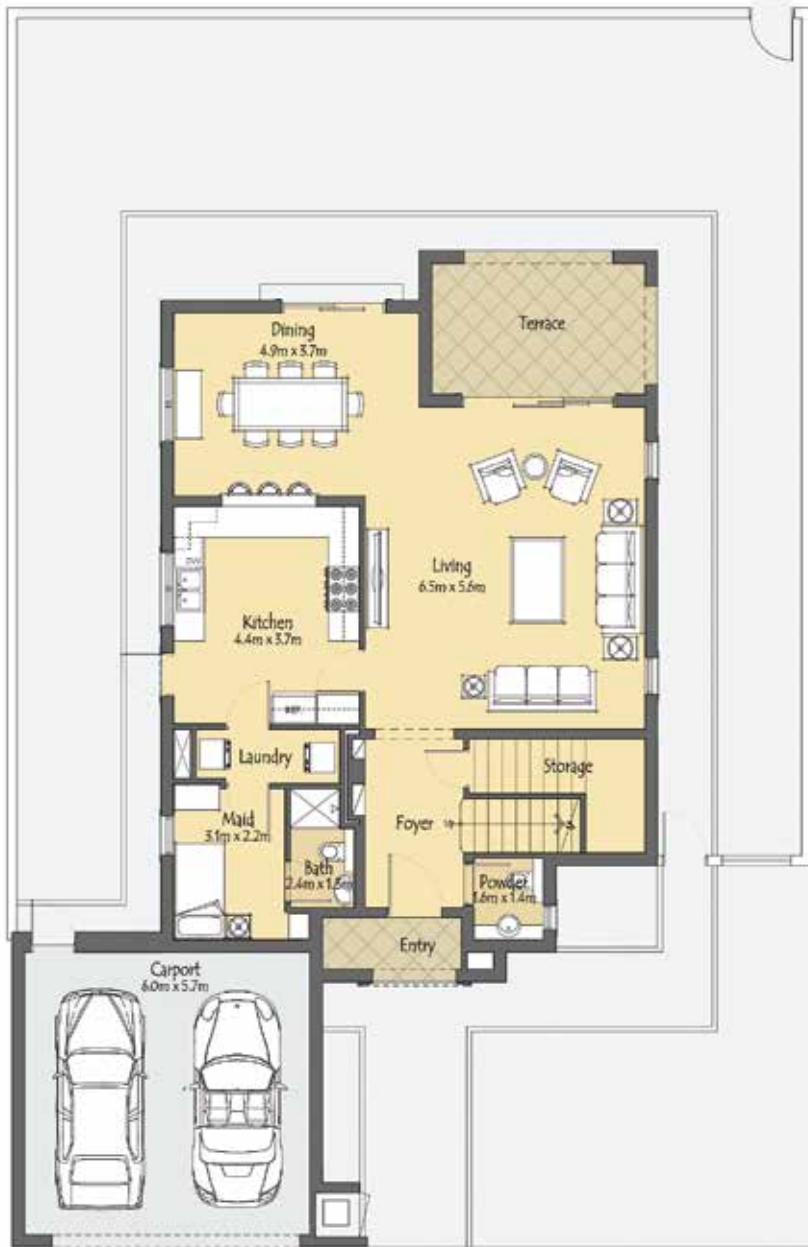 Terrace
Dining
4.9m x 3.7m
Living
6.5m x 5.6m
Kitchen
4.4m x 3.7m
REF.
Laundry
Storage
Maid
3.1m x 2.2m
Foyer
Bath
2.4m x 1.5m
Powder
1.6m x 1.4m
Entry
Carport
6.0m x 5.7m